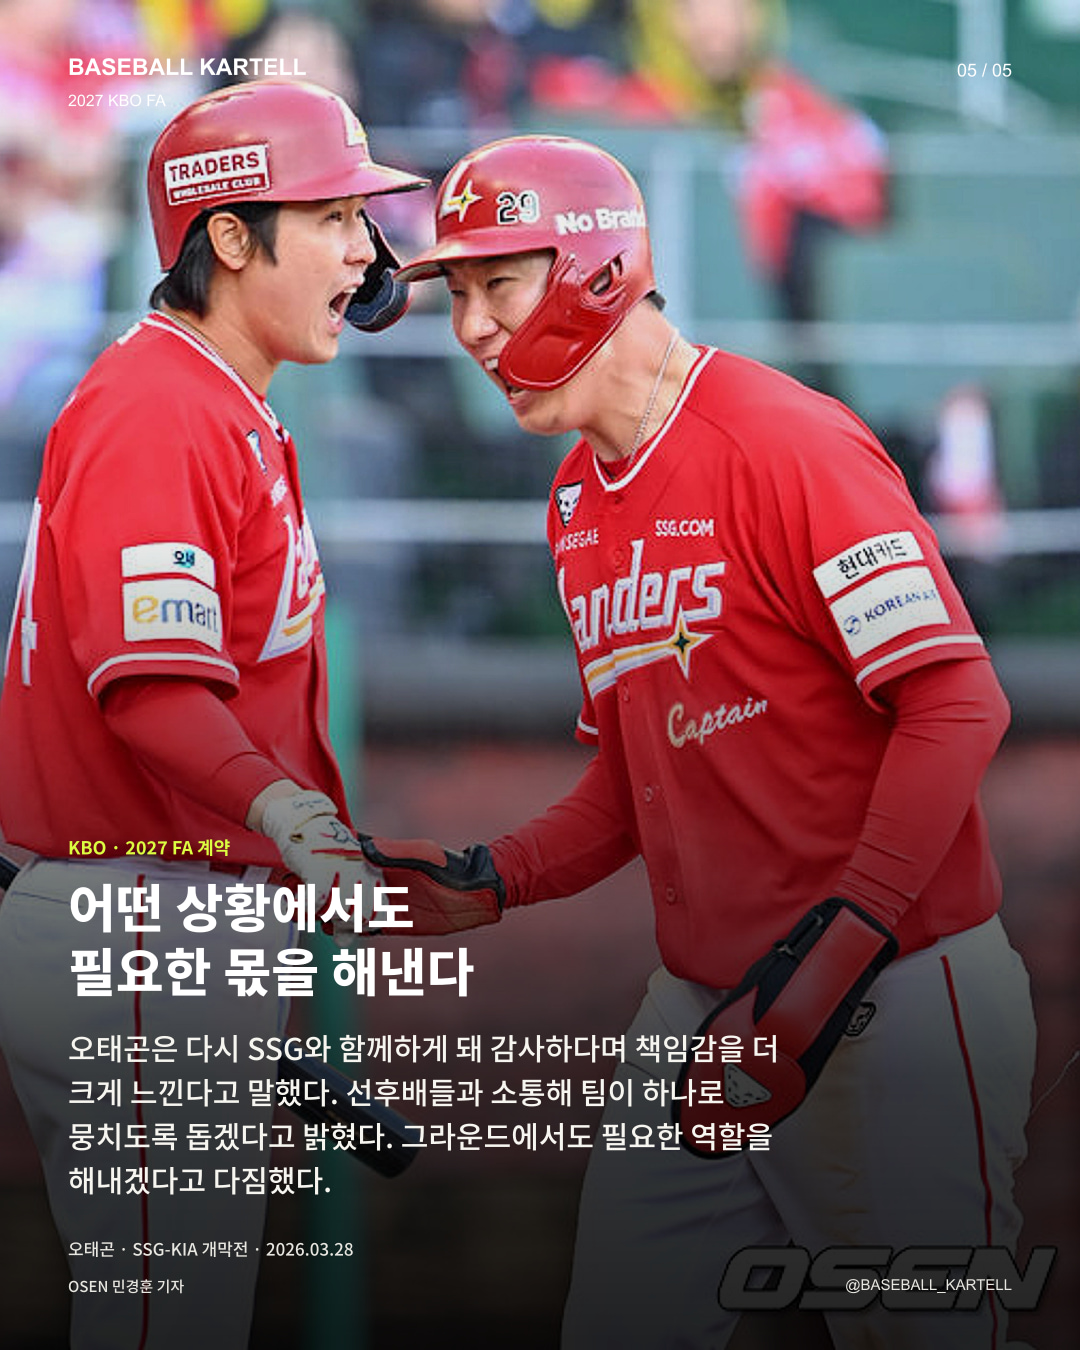 BASEBALL KARTELL
2027 KBO FA
05 / 05
TRADERS
WHOLESALE CLUB
29
No Bran
emart
SSG.COM
Landers
Captain
현대카드
KOREAN AIR
KBO · 2027 FA 계약
어떤 상황에서도
필요한 몫을 해낸다
오태곤은 다시 SSG와 함께하게 돼 감사하다며 책임감을 더
크게 느낀다고 말했다. 선후배들과 소통해 팀이 하나로
뭉치도록 돕겠다고 밝혔다. 그라운드에서도 필요한 역할을
해내겠다고 다짐했다.
오태곤 · SSG-KIA 개막전 · 2026.03.28
OSEN 민경훈 기자
OSEN
@BASEBALL_KARTELL